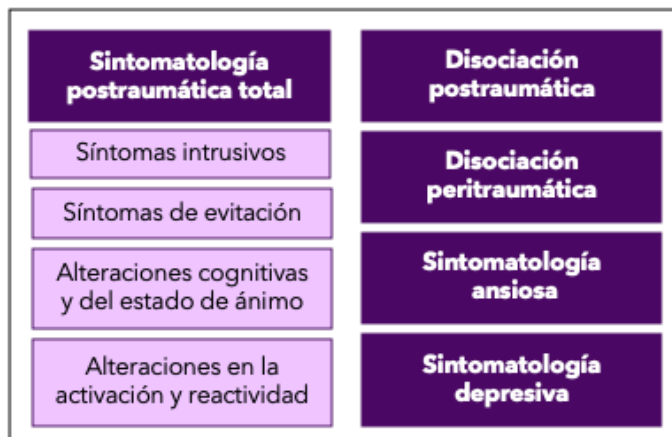 Sintomatología
postraumática total
Síntomas intrusivos
Síntomas de evitación
Alteraciones cognitivas
y del estado de ánimo
Alteraciones en la
activación y reactividad
Disociación
postraumática
Disociación
peritraumática
Sintomatología
ansiosa
Sintomatología
depresiva